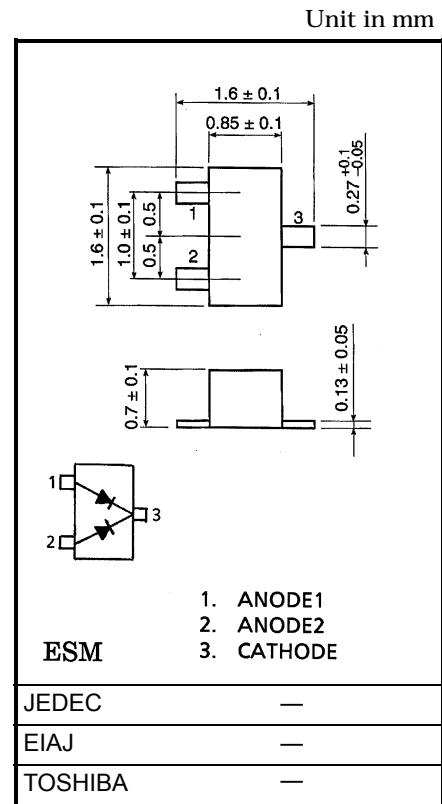 Unit in mm
1.6 ± 0.1
0.85 ± 0.1
1.6 ± 0.1
1.0 ± 0.1
0.5
0.5
1
2
3
0.27 +0.1 -0.05
0.7 ± 0.1
0.13 ± 0.05
1
2
3
1. ANODE1
2. ANODE2
ESM 3. CATHODE
JEDEC —
EIAJ —
TOSHIBA —